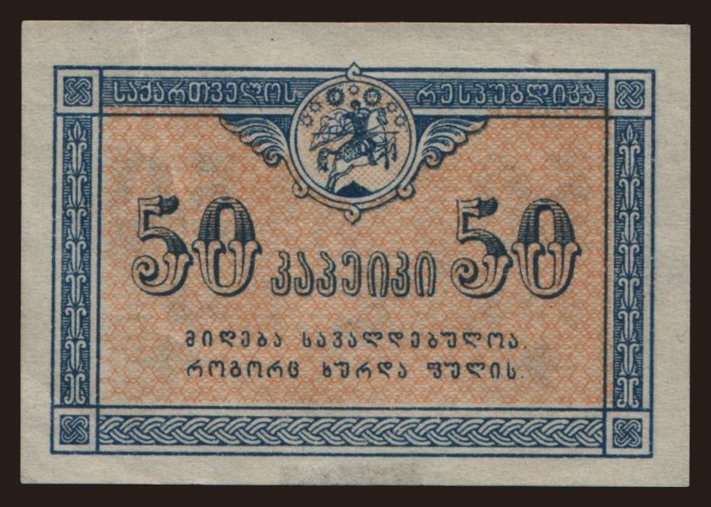 საქართველოს რესპუბლიკა
50 კაპეიკი 50
მიღება სავალდებულოა.
როგორც ხურდა ფულის.